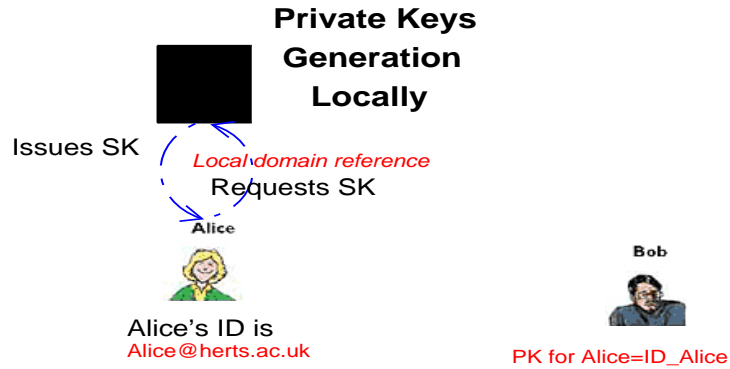 Private Keys
Generation
Locally
Issues SK
Local domain reference
Requests SK
Alice
Bob
Alice's ID is
Alice@herts.ac.uk
PK for Alice=ID_Alice